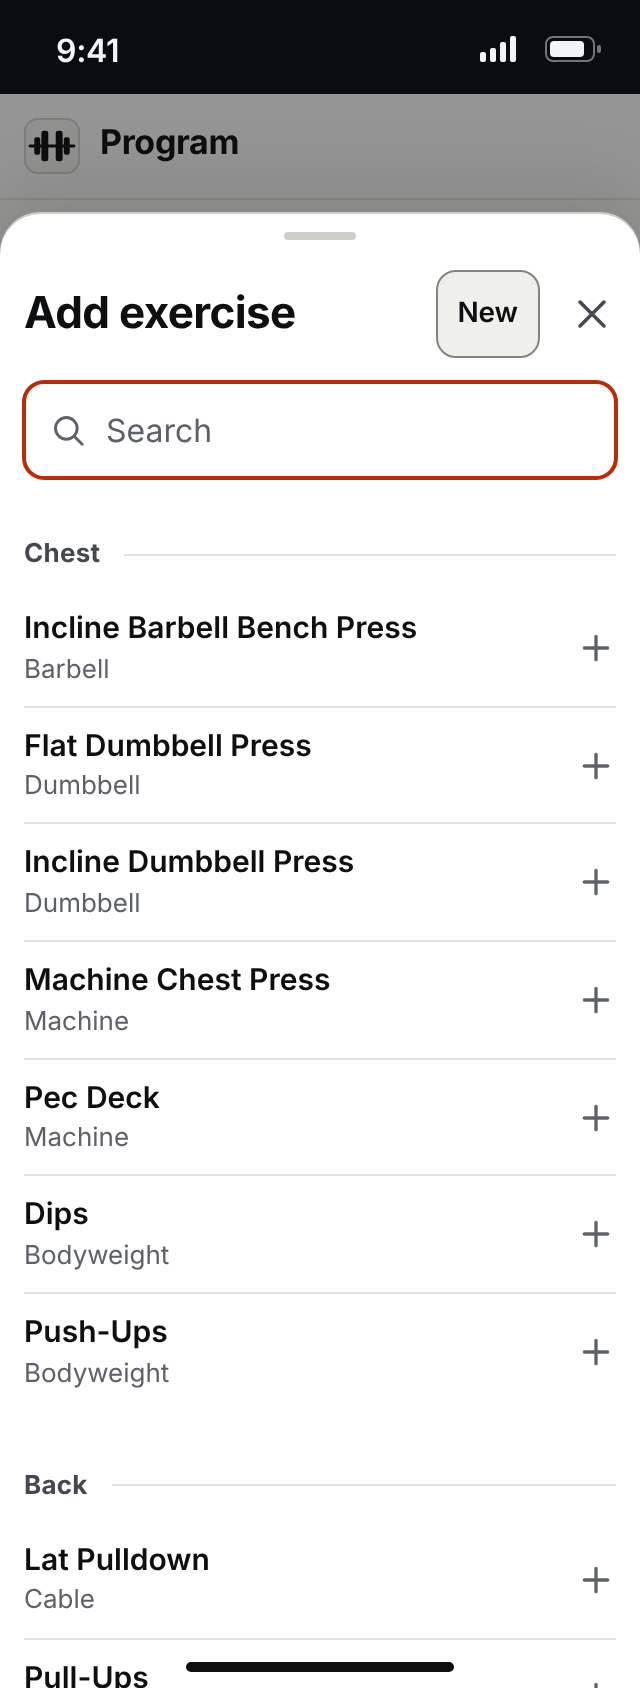 9:41
Program
Add exercise
New
Search
Chest
Incline Barbell Bench Press
Barbell
Flat Dumbbell Press
Dumbbell
Incline Dumbbell Press
Dumbbell
Machine Chest Press
Machine
Pec Deck
Machine
Dips
Bodyweight
Push-Ups
Bodyweight
Back
Lat Pulldown
Cable
Pull-Ups